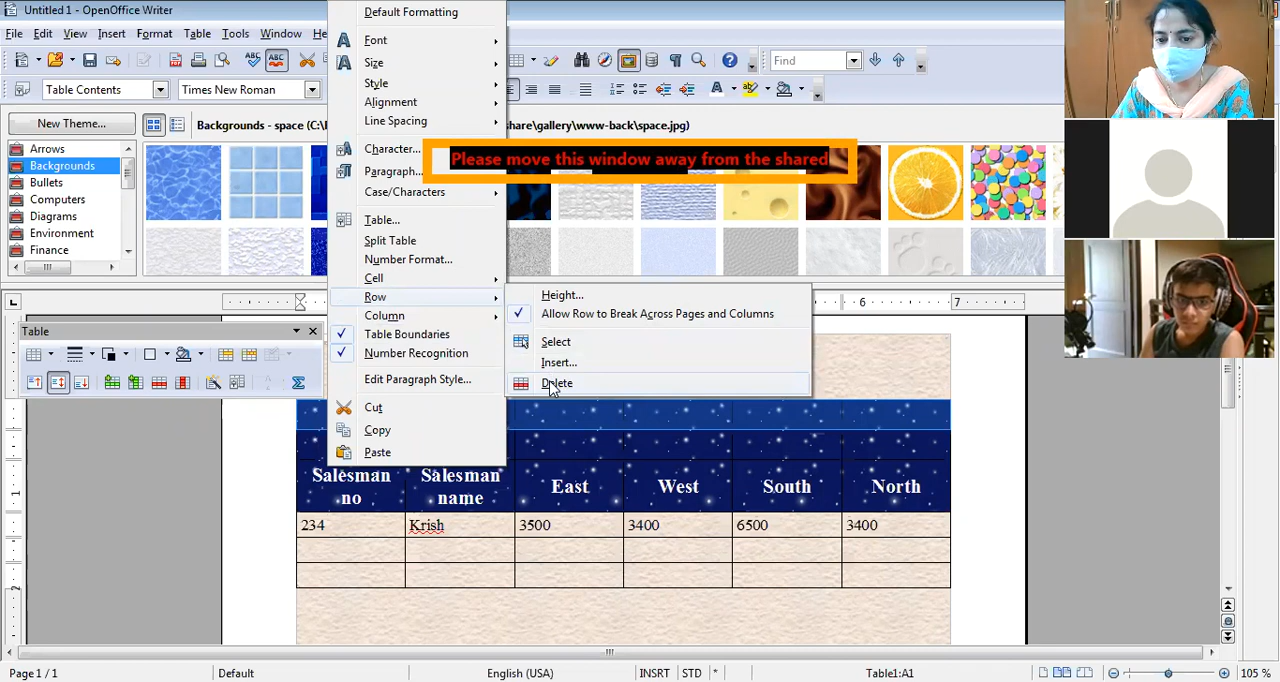 Untitled 1 - OpenOffice Writer
File Edit View Insert Format Table Tools Window He
Find
Table Contents Times New Roman
New Theme...
Backgrounds - space (C:\
share\gallery\www-back\space.jpg)
Arrows
Backgrounds
Bullets
Computers
Diagrams
Environment
Finance
Please move this window away from the shared
Default Formatting
Font
Size
Style
Alignment
Line Spacing
Character...
Paragraph...
Case/Characters
Table...
Split Table
Number Format...
Cell
Row
Column
Table Boundaries
Number Recognition
Edit Paragraph Style...
Cut
Copy
Paste
Height...
Allow Row to Break Across Pages and Columns
Select
Insert...
Delete
6 7
Table
1
2
Salesman no Salesman name East West South North
234 Krish 3500 3400 6500 3400
Page 1 / 1 Default English (USA) INSRT STD * Table1:A1 105 %